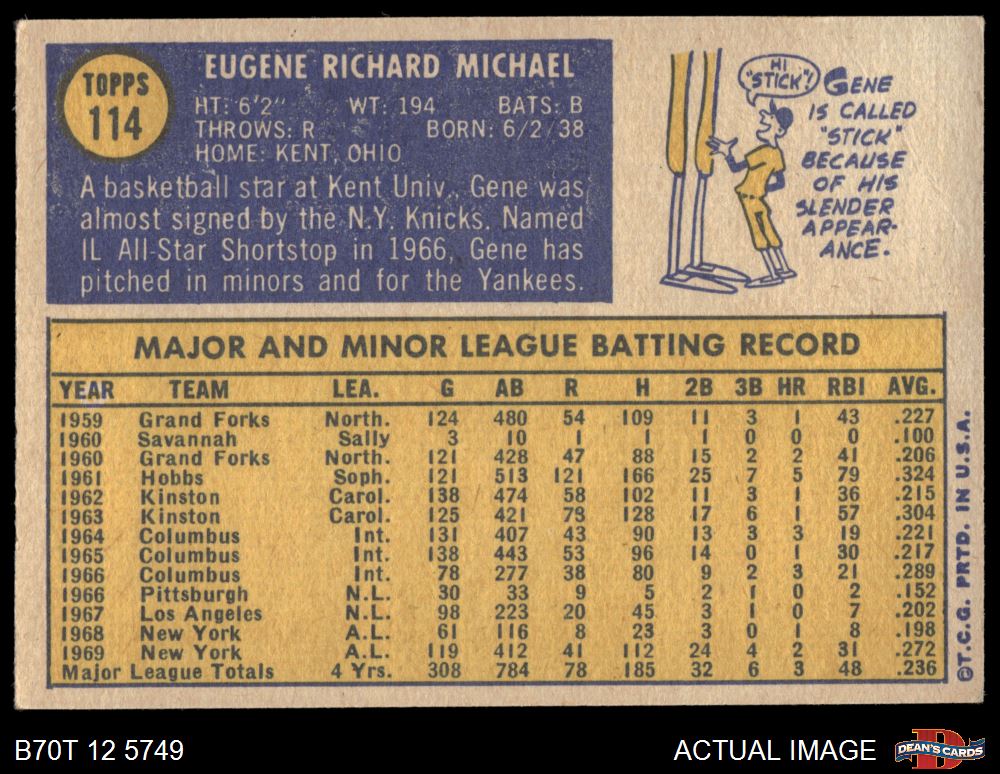 TOPPS
114
EUGENE RICHARD MICHAEL
HT: 6'2" WT: 194 BATS: B
THROWS: R BORN: 6/2/38
HOME: KENT, OHIO
A basketball star at Kent Univ., Gene was
almost signed by the N.Y. Knicks. Named
IL All-Star Shortstop in 1966, Gene has
pitched in minors and for the Yankees.
HI
"STICK"!
GENE
IS CALLED
"STICK"
BECAUSE
OF HIS
SLENDER
APPEAR-
ANCE.
MAJOR AND MINOR LEAGUE BATTING RECORD
YEAR TEAM LEA. G AB R H 2B 3B HR RBI AVG.
1959 Grand Forks North. 124 480 54 109 11 3 1 43 .227
1960 Savannah Sally 3 10 1 1 1 0 0 0 .100
1960 Grand Forks North. 121 428 47 88 15 2 2 41 .206
1961 Hobbs Soph. 121 513 121 166 25 7 5 79 .324
1962 Kinston Carol. 138 474 58 102 11 3 1 36 .215
1963 Kinston Carol. 125 421 73 128 17 6 1 57 .304
1964 Columbus Int. 131 407 43 90 13 3 3 19 .221
1965 Columbus Int. 138 443 53 96 14 0 1 30 .217
1966 Columbus Int. 78 277 38 80 9 2 3 21 .289
1966 Pittsburgh N.L. 30 33 9 5 2 1 0 2 .152
1967 Los Angeles N.L. 98 223 20 45 3 1 0 7 .202
1968 New York A.L. 61 116 8 23 3 0 1 8 .198
1969 New York A.L. 119 412 41 112 24 4 2 31 .272
Major League Totals 4 Yrs. 308 784 78 185 32 6 3 48 .236
©T.C.G. PRTD. IN U.S.A.
B70T 12 5749
ACTUAL IMAGE
DEAN'S CARDS